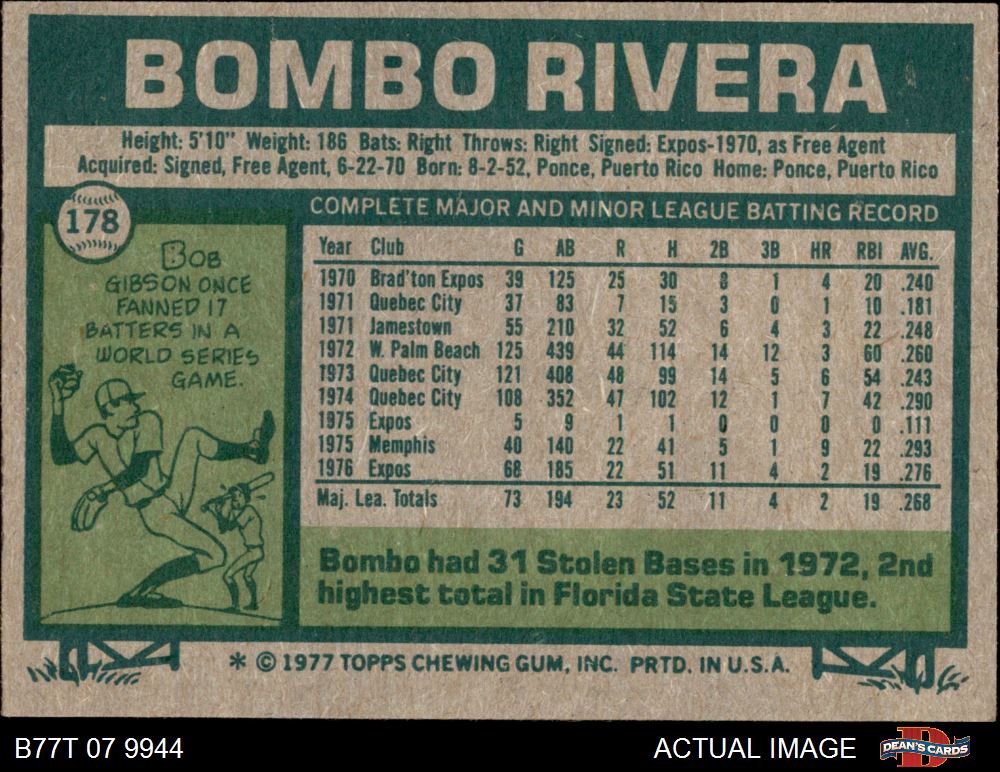 BOMBO RIVERA
Height: 5'10" Weight: 186 Bats: Right Throws: Right Signed: Expos-1970, as Free Agent
Acquired: Signed, Free Agent, 6-22-70 Born: 8-2-52, Ponce, Puerto Rico Home: Ponce, Puerto Rico
178
BOB
GIBSON ONCE
FANNED 17
BATTERS IN A
WORLD SERIES
GAME.
COMPLETE MAJOR AND MINOR LEAGUE BATTING RECORD
Year Club G AB R H 2B 3B HR RBI AVG.
1970 Brad'ton Expos 39 125 25 30 8 1 4 20 .240
1971 Quebec City 37 83 7 15 3 0 1 10 .181
1971 Jamestown 55 210 32 52 6 4 3 22 .248
1972 W. Palm Beach 125 439 44 114 14 12 3 60 .260
1973 Quebec City 121 408 48 99 14 5 6 54 .243
1974 Quebec City 108 352 47 102 12 1 7 42 .290
1975 Expos 5 9 1 1 0 0 0 0 .111
1975 Memphis 40 140 22 41 5 1 9 22 .293
1976 Expos 68 185 22 51 11 4 2 19 .276
Maj. Lea. Totals 73 194 23 52 11 4 2 19 .268
Bombo had 31 Stolen Bases in 1972, 2nd
highest total in Florida State League.
* © 1977 TOPPS CHEWING GUM, INC. PRTD. IN U.S.A.
B77T 07 9944 ACTUAL IMAGE
D
DEAN'S CARDS